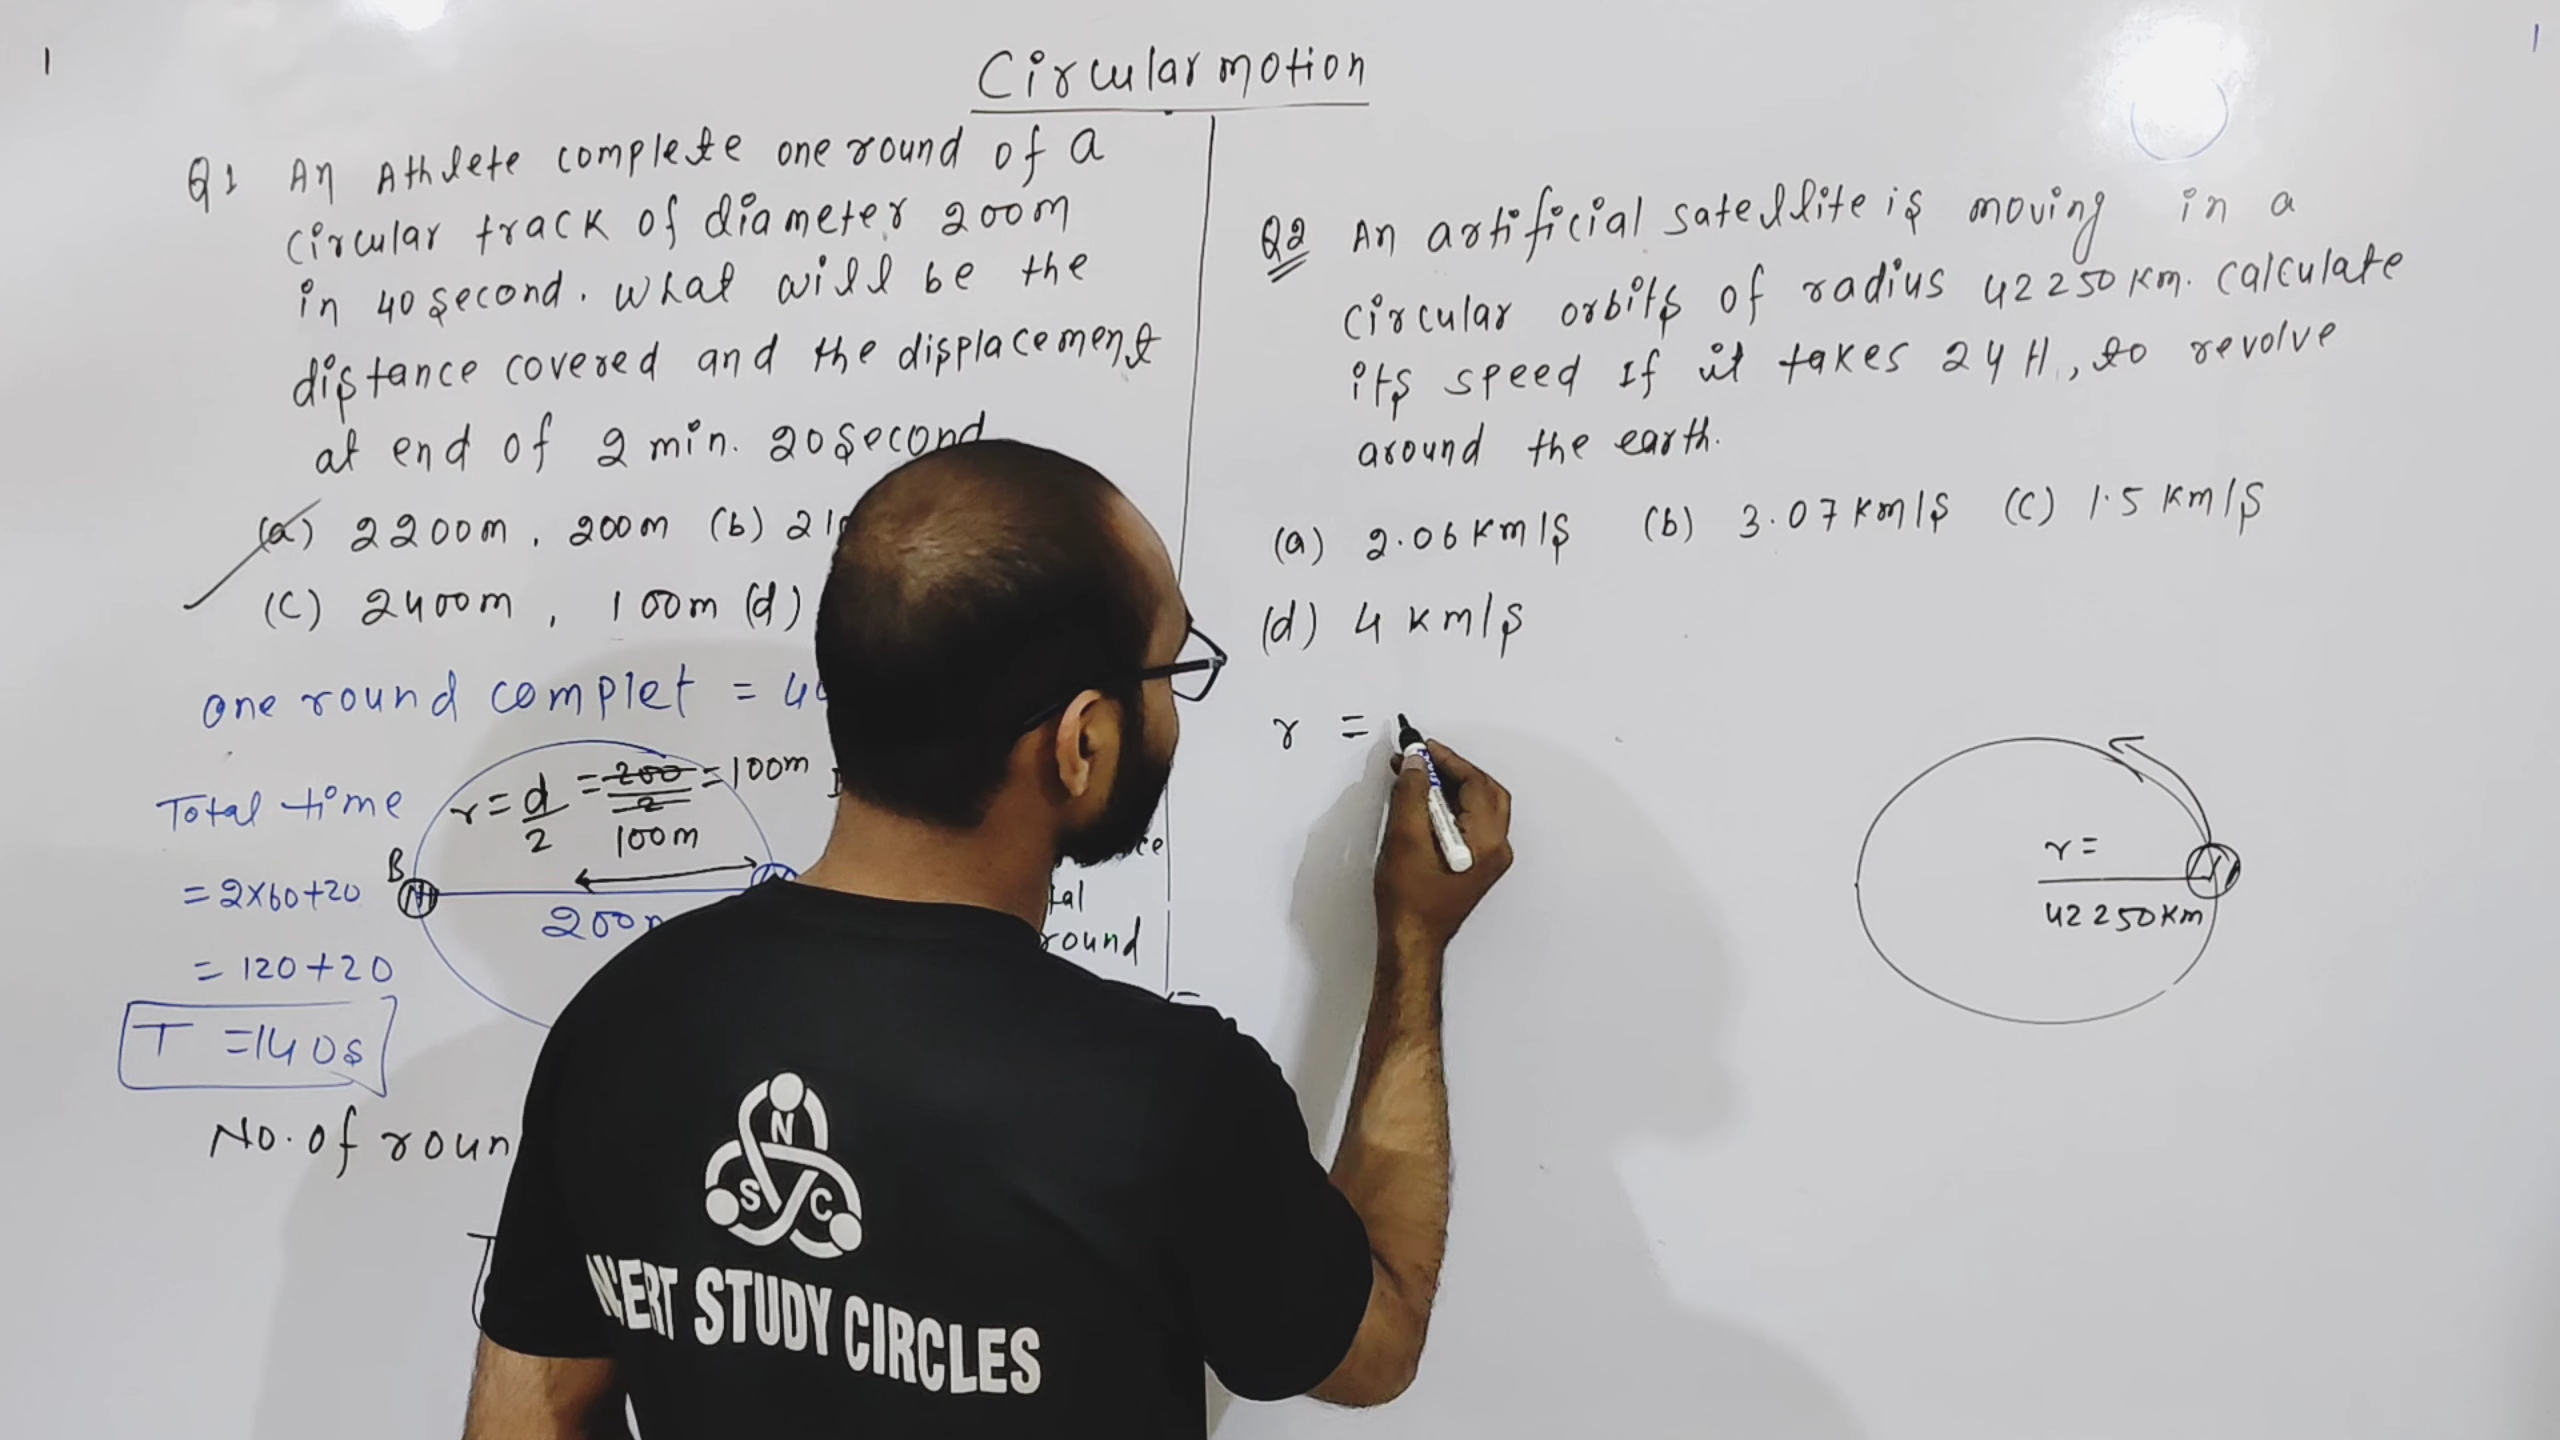 Circular motion
Q1 An Athlete complete one round of a
circular track of diameter 200m
in 40 second. What will be the
distance covered and the displacement
at end of 2 min. 20 second
(a) 2200m, 200m (b)
(c) 2400m, 100m (d)
one round complet =
r = d/2 = 200/2 = 100m
Total time
100m
B
= 2x60+20
= 120+20
T = 140s
No. of
round
Q2 An artificial satellite is moving in a
circular orbits of radius 42250 km. calculate
its speed If it takes 24 H, to revolve
around the earth.
(a) 2.06 km/s (b) 3.07 km/s (c) 1.5 km/s
(d) 4 km/s
r =
r =
42250 km
N
S C
NCERT STUDY CIRCLES